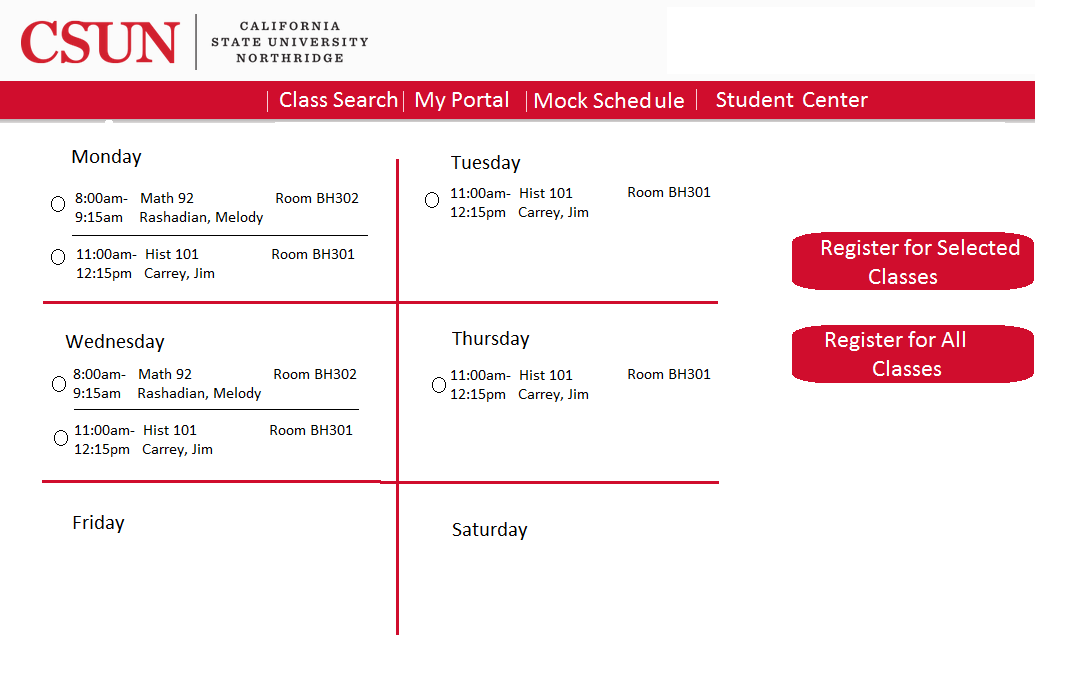 CSUN
CALIFORNIA
STATE UNIVERSITY
NORTHRIDGE
Class Search | My Portal | Mock Schedule | Student Center
Monday
8:00am- Math 92 Room BH302
9:15am Rashadian, Melody
11:00am- Hist 101 Room BH301
12:15pm Carrey, Jim
Tuesday
11:00am- Hist 101 Room BH301
12:15pm Carrey, Jim
Register for Selected
Classes
Register for All
Classes
Wednesday
8:00am- Math 92 Room BH302
9:15am Rashadian, Melody
11:00am- Hist 101 Room BH301
12:15pm Carrey, Jim
Thursday
11:00am- Hist 101 Room BH301
12:15pm Carrey, Jim
Friday
Saturday